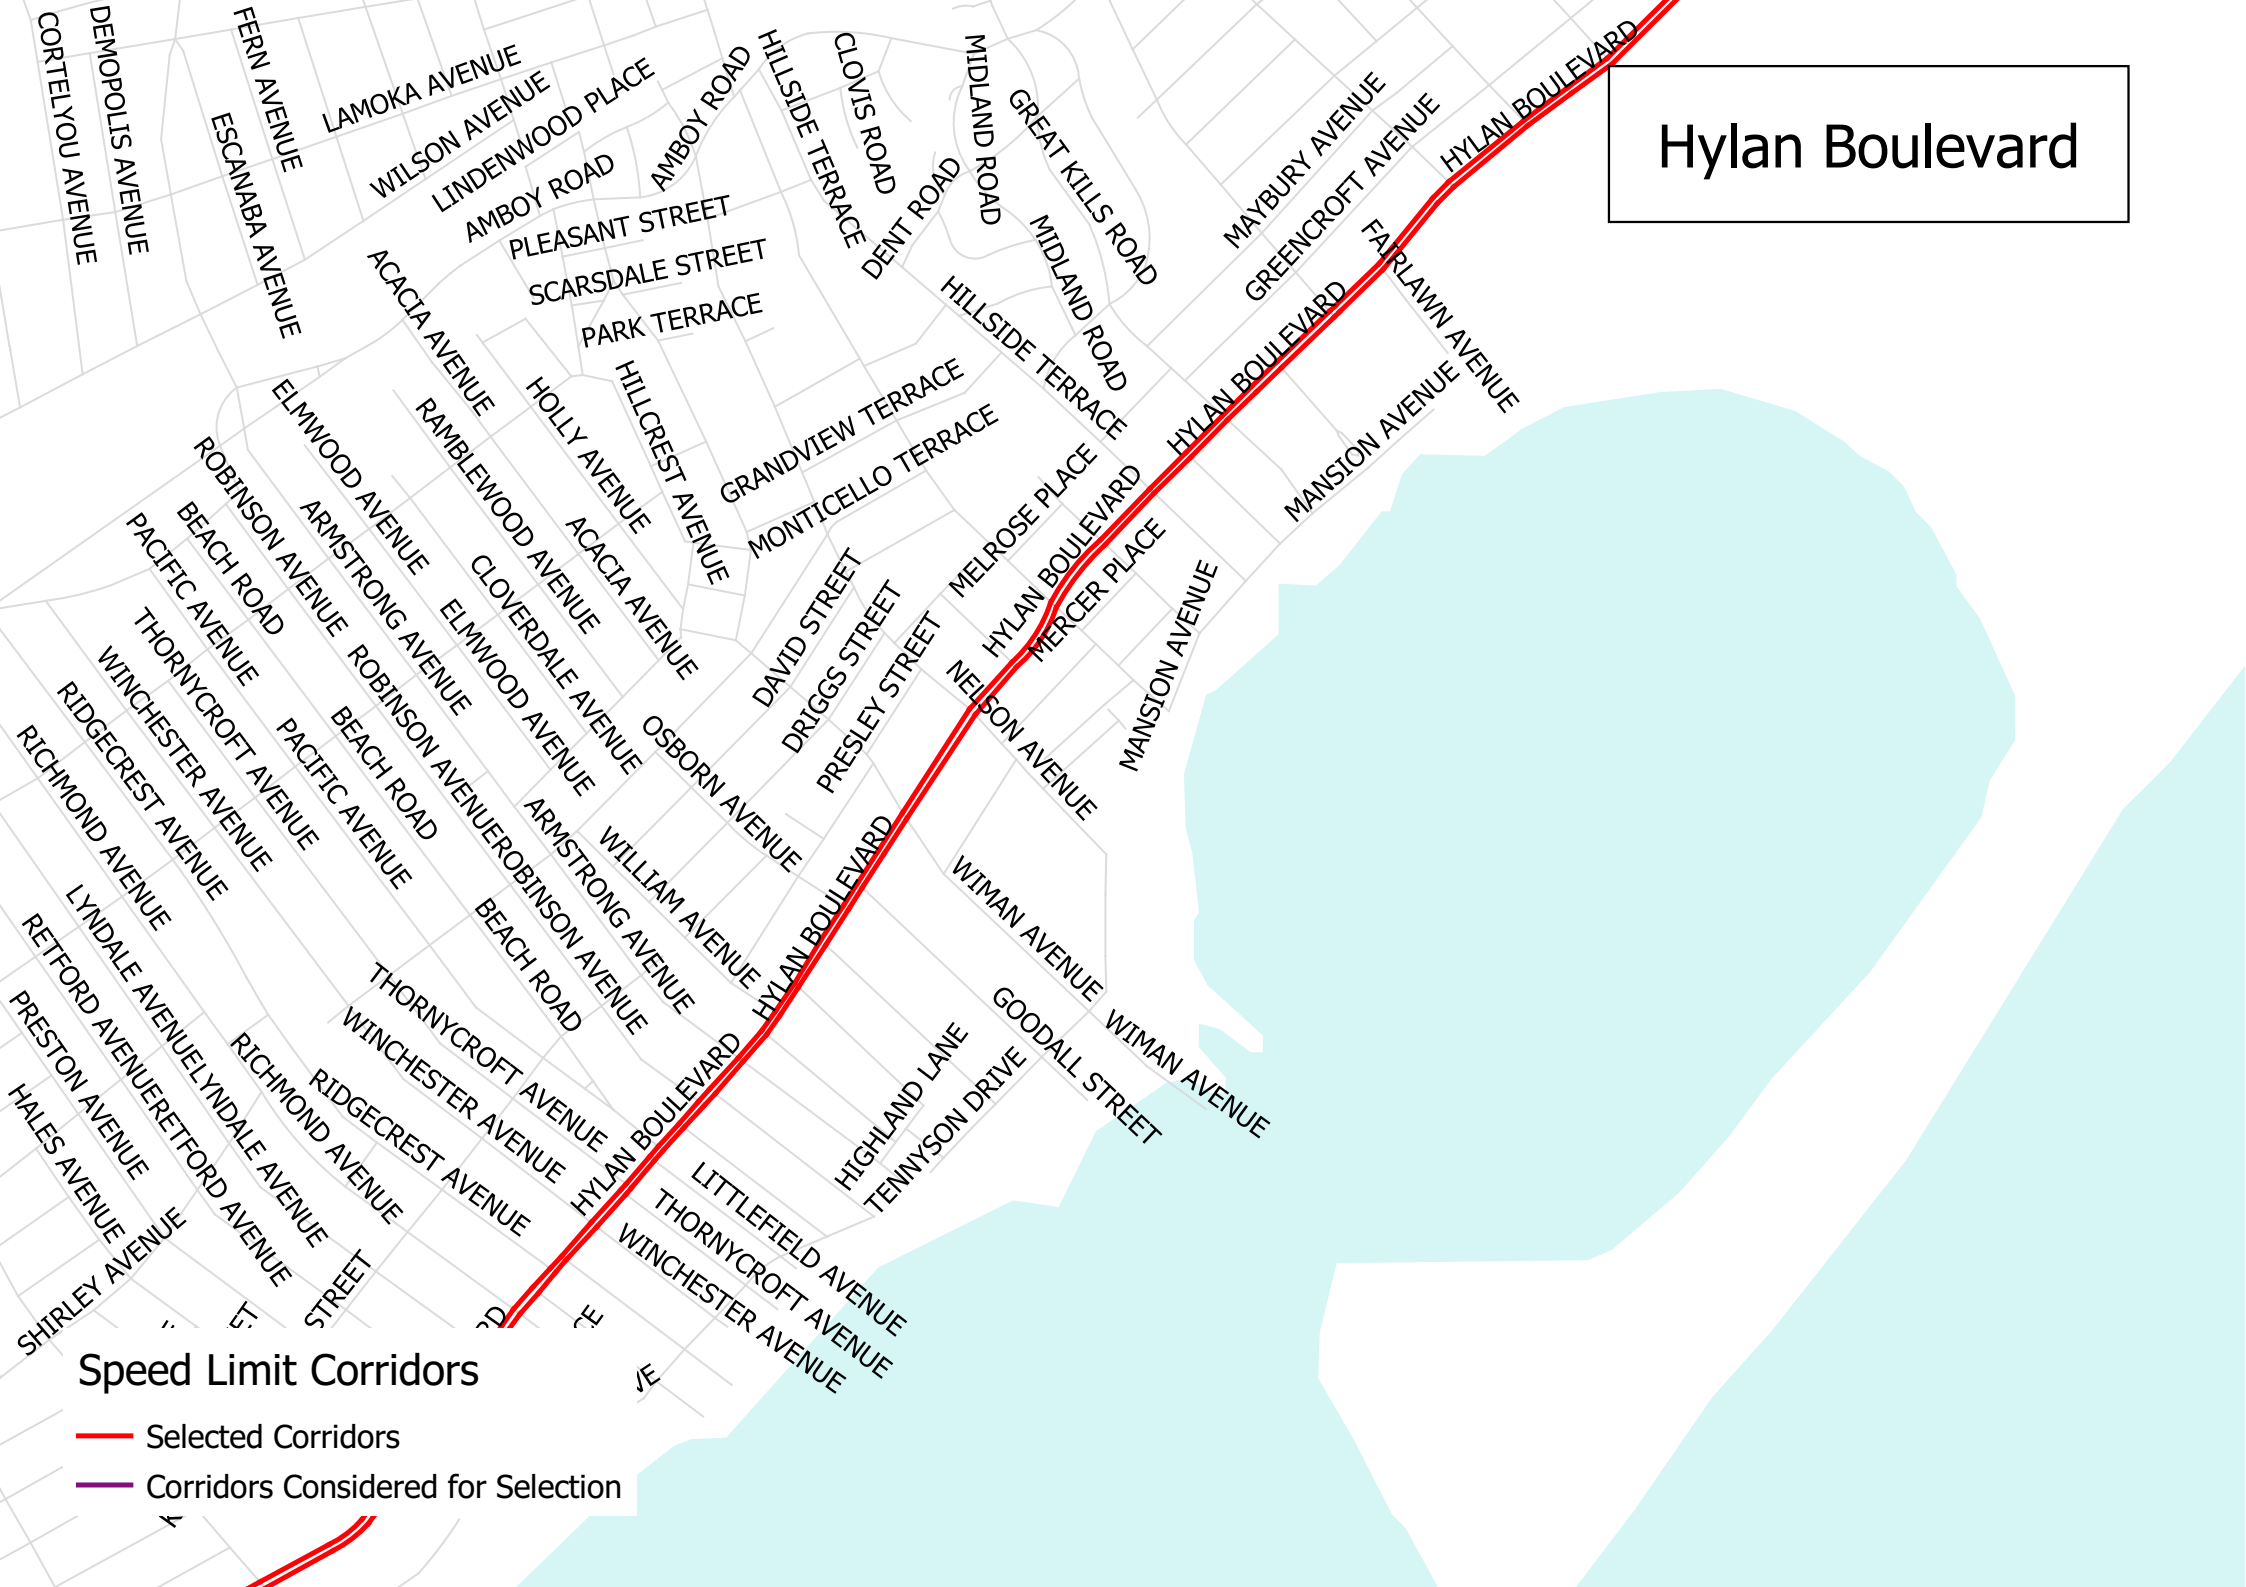 CORTELYOU AVENUE
DEMOPOLIS AVENUE
FERN AVENUE
ESCANABA AVENUE
LAMOKA AVENUE
WILSON AVENUE
LINDENWOOD PLACE
AMBOY ROAD
AMBOY ROAD
HILLSIDE TERRACE
CLOVIS ROAD
MIDLAND ROAD
GREAT KILLS ROAD
DENT ROAD
MAYBURY AVENUE
GREENCROFT AVENUE
HYLAN BOULEVARD
Hylan Boulevard
PLEASANT STREET
SCARSDALE STREET
PARK TERRACE
ACACIA AVENUE
MIDLAND ROAD
FAIRLAWN AVENUE
HILLSIDE TERRACE
HYLAN BOULEVARD
MANSION AVENUE
ELMWOOD AVENUE
RAMBLEWOOD AVENUE
HOLLY AVENUE
HILLCREST AVENUE
GRANDVIEW TERRACE
MONTICELLO TERRACE
ROBINSON AVENUE
BEACH ROAD
PACIFIC AVENUE
ARMSTRONG AVENUE
CLOVERDALE AVENUE
ACACIA AVENUE
MELROSE PLACE
HYLAN BOULEVARD
MERCER PLACE
MANSION AVENUE
DAVID STREET
DRIGGS STREET
PRESLEY STREET
NELSON AVENUE
ELMWOOD AVENUE
THORNYCROFT AVENUE
WINCHESTER AVENUE
RIDGECREST AVENUE
RICHMOND AVENUE
ROBINSON AVENUE
BEACH ROAD
PACIFIC AVENUE
OSBORN AVENUE
ARMSTRONG AVENUE
WILLIAM AVENUE
HYLAN BOULEVARD
ROBINSON AVENUE
BEACH ROAD
WIMAN AVENUE
GOODALL STREET
WIMAN AVENUE
HIGHLAND LANE
TENNYSON DRIVE
LYNDALE AVENUE
LYNDALE AVENUE
RETFORD AVENUE
RETFORD AVENUE
PRESTON AVENUE
HALES AVENUE
SHIRLEY AVENUE
RICHMOND AVENUE
RIDGECREST AVENUE
THORNYCROFT AVENUE
WINCHESTER AVENUE
HYLAN BOULEVARD
LITTLEFIELD AVENUE
THORNYCROFT AVENUE
WINCHESTER AVENUE
STREET
Speed Limit Corridors
Selected Corridors
Corridors Considered for Selection